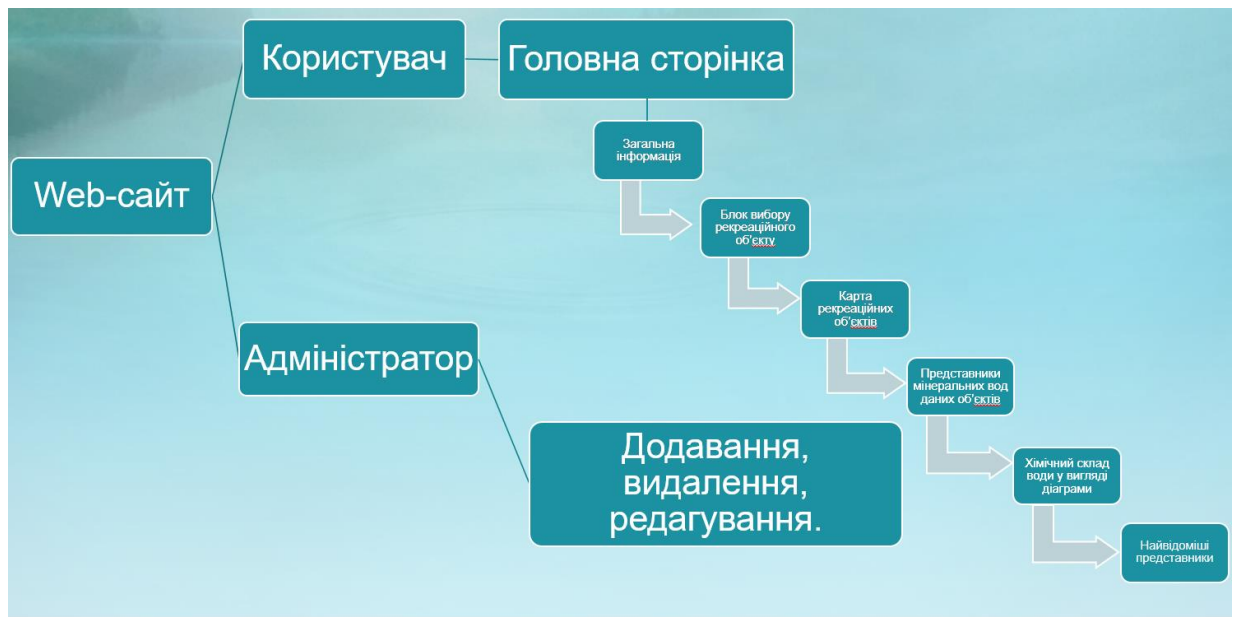 Користувач
Головна сторінка
Загальна
інформація
Web-сайт
Блок вибору
рекреаційного
об'єкту
Карта
рекреаційних
об'єктів
Адміністратор
Представники
мінеральних вод
даних об'єктів
Додавання,
видалення,
редагування.
Хімічний склад
води у вигляді
діаграми
Найвідоміші
представники